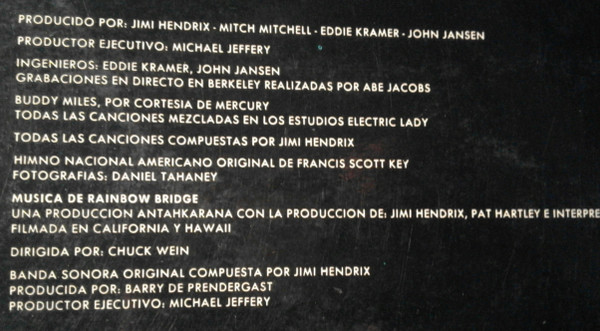 PRODUCIDO POR: JIMI HENDRIX - MITCH MITCHELL - EDDIE KRAMER - JOHN JANSEN
PRODUCTOR EJECUTIVO: MICHAEL JEFFERY
INGENIEROS: EDDIE KRAMER, JOHN JANSEN
GRABACIONES EN DIRECTO EN BERKELEY REALIZADAS POR ABE JACOBS
BUDDY MILES, POR CORTESIA DE MERCURY
TODAS LAS CANCIONES MEZCLADAS EN LOS ESTUDIOS ELECTRIC LADY
TODAS LAS CANCIONES COMPUESTAS POR JIMI HENDRIX
HIMNO NACIONAL AMERICANO ORIGINAL DE FRANCIS SCOTT KEY
FOTOGRAFIAS: DANIEL TAHANEY
MUSICA DE RAINBOW BRIDGE
UNA PRODUCCION ANTAHKARANA CON LA PRODUCCION DE: JIMI HENDRIX, PAT HARTLEY E INTERPRE
FILMADA EN CALIFORNIA Y HAWAII
DIRIGIDA POR: CHUCK WEIN
BANDA SONORA ORIGINAL COMPUESTA POR JIMI HENDRIX
PRODUCIDA POR: BARRY DE PRENDERGAST
PRODUCTOR EJECUTIVO: MICHAEL JEFFERY